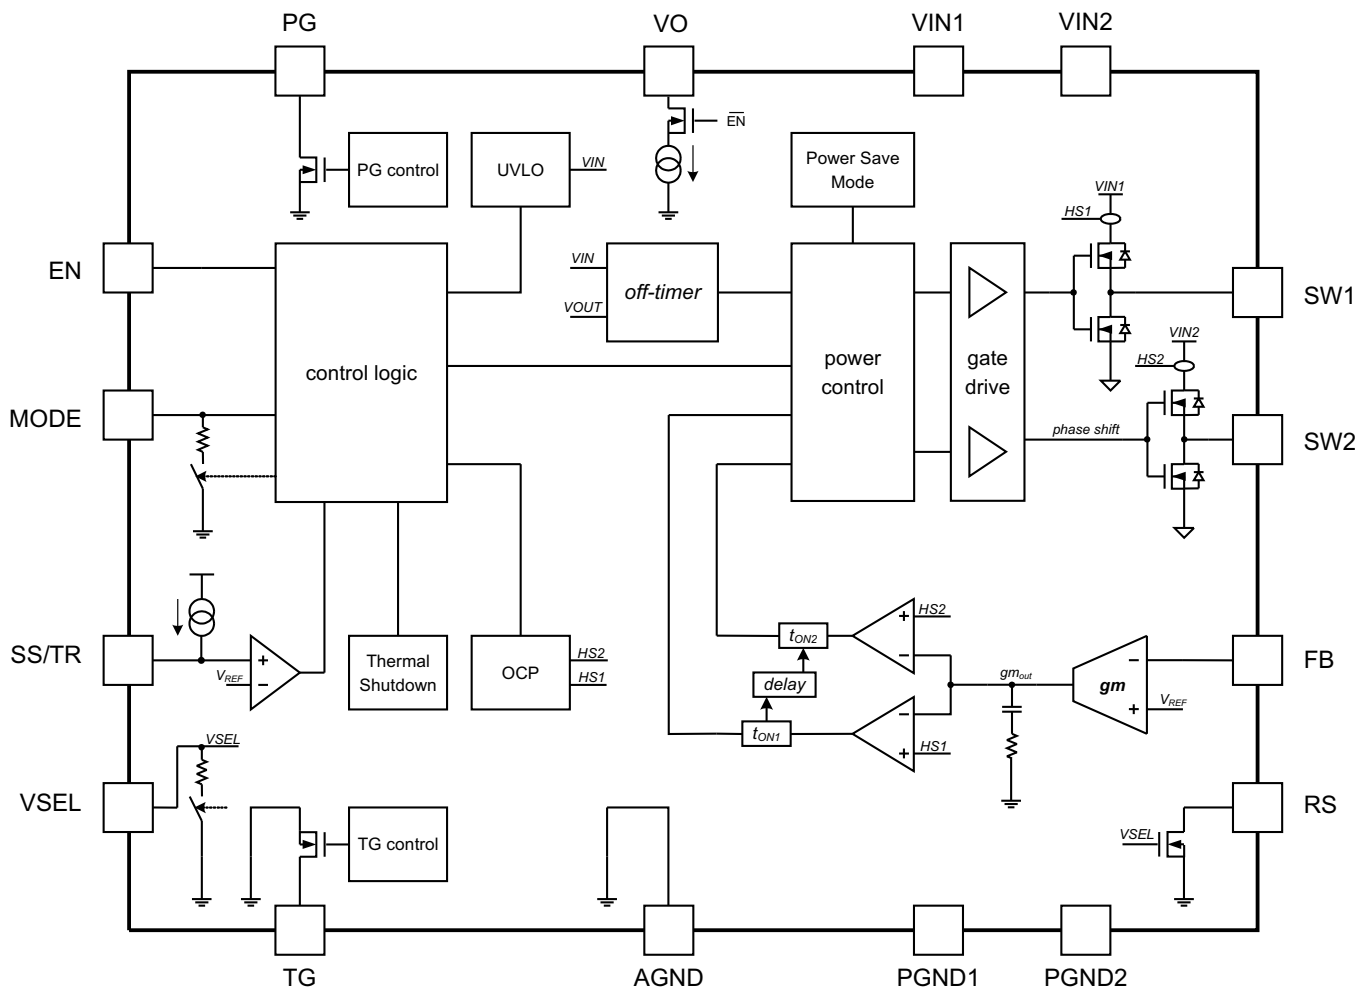 PG
VO
VIN1
VIN2
EN
PG control
UVLO
VIN
Power Save
Mode
VIN1
HS1
EN
VIN
VOUT
off-timer
SW1
control logic
power
control
gate
drive
VIN2
HS2
MODE
phase shift
SW2
SS/TR
VREF
+
−
Thermal
Shutdown
OCP
HS2
HS1
tON2
delay
tON1
+
−
HS2
−
+
HS1
gmout
gm
−
+
VREF
FB
VSEL
VSEL
TG control
VSEL
RS
TG
AGND
PGND1
PGND2